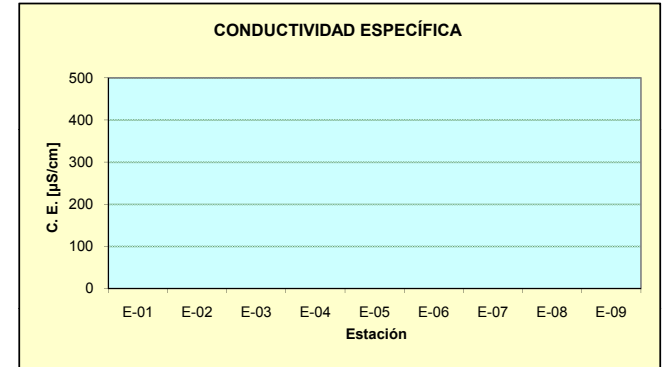 CONDUCTIVIDAD ESPECÍFICA
500
400
300
200
100
0
C. E. [µS/cm]
E-01 E-02 E-03 E-04 E-05 E-06 E-07 E-08 E-09
Estación